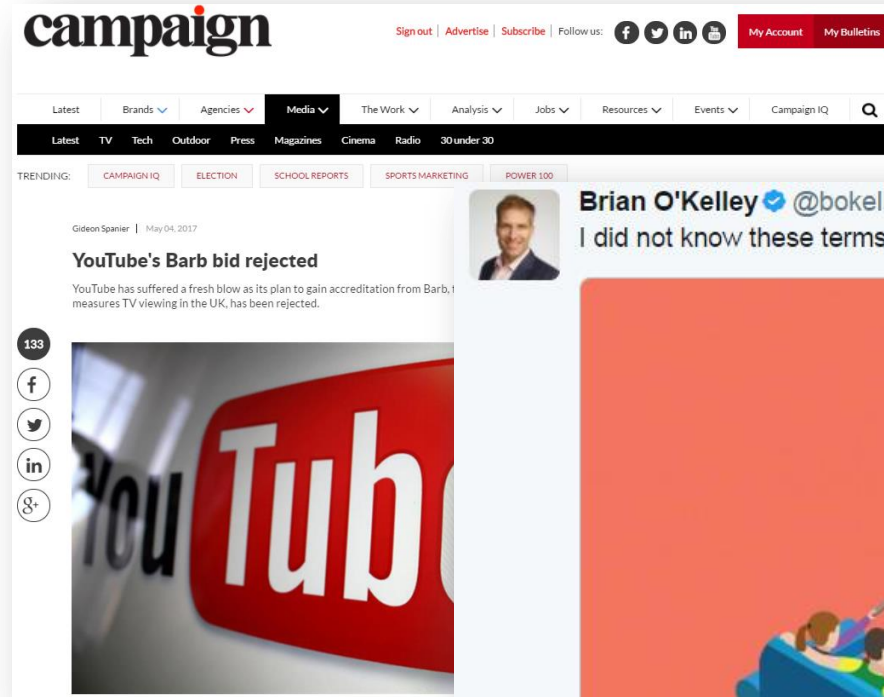 campaign
Sign out | Advertise | Subscribe | Follow us:
My Account My Bulletins
Latest Brands Agencies Media The Work Analysis Jobs Resources Events Campaign IQ
Latest TV Tech Outdoor Press Magazines Cinema Radio 30 under 30
TRENDING: CAMPAIGN IQ ELECTION SCHOOL REPORTS SPORTS MARKETING POWER 100
Gideon Spanier | May 04, 2017
YouTube's Barb bid rejected
YouTube has suffered a fresh blow as its plan to gain accreditation from Barb,
measures TV viewing in the UK, has been rejected.
133
f
in
g+
You Tub
Brian O'Kelley @bokel
I did not know these terms